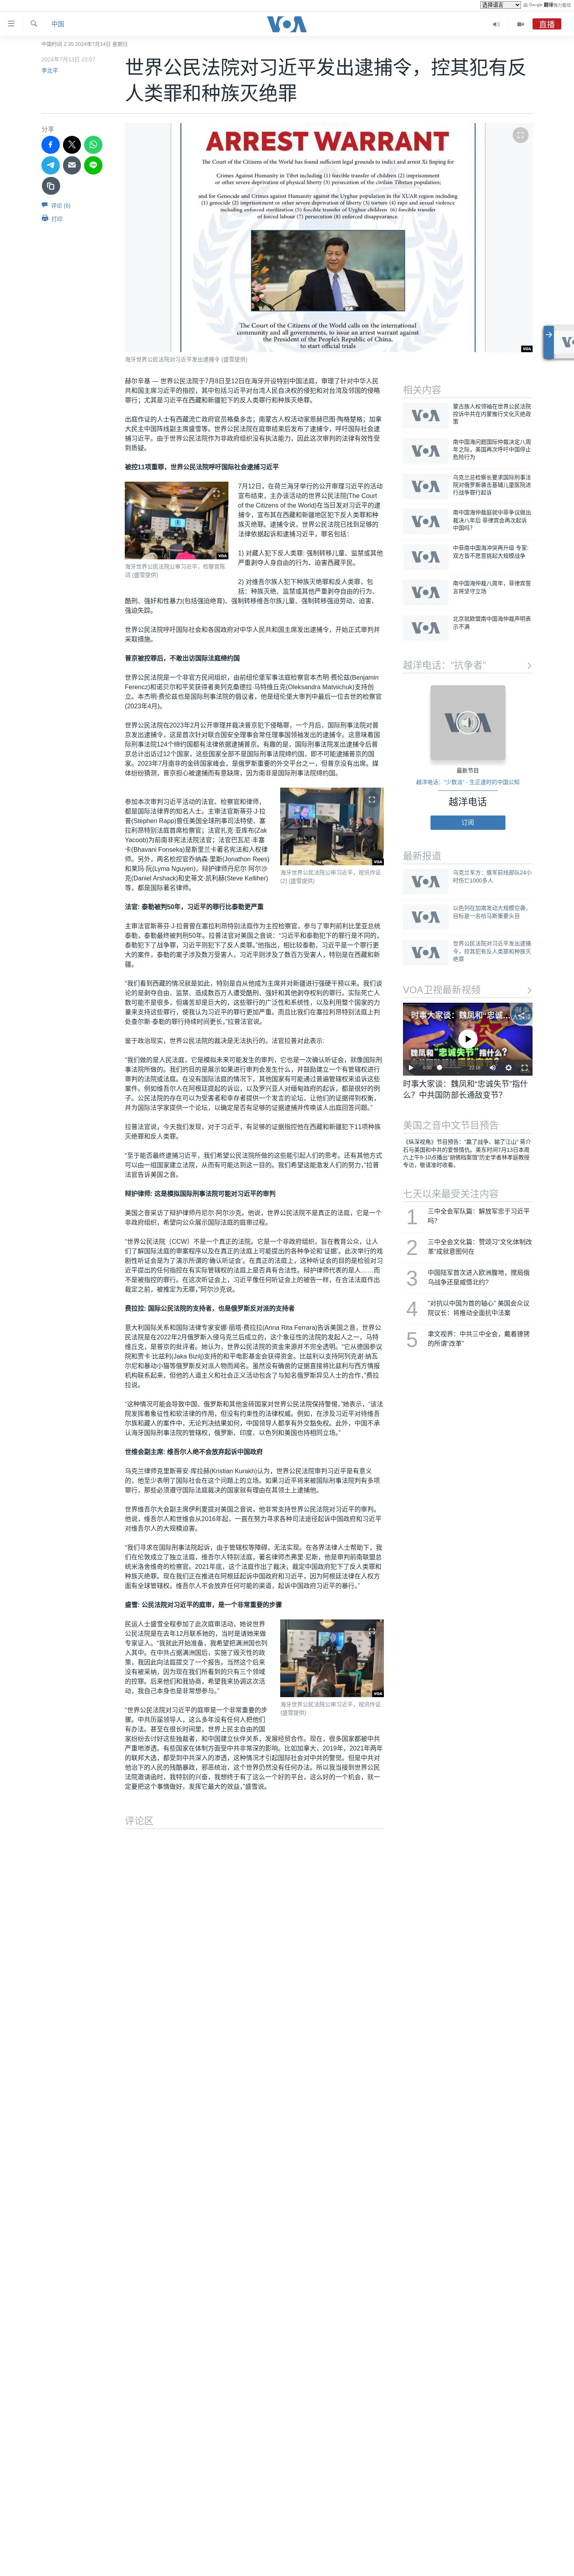 选择语言
由 Google 翻译强力驱动
中国
VOA
直播
中国时间 2:35 2024年7月14日 星期日
2024年7月13日 22:07
李北平
世界公民法院对习近平发出逮捕令，控其犯有反
人类罪和种族灭绝罪
分享
评论 (6)
打印
ARREST WARRANT
The Court of the Citizens of the World has found sufficient legal grounds to indict and arrest Xi Jinping for
Crimes Against Humanity in Tibet including (1) forcible transfer of children (2) imprisonment
or other severe deprivation of physical liberty (3) persecution of the civilian population;
and for Genocide and Crimes against Humanity against the Uyghur population in the XUAR region including
(1) genocide (2) imprisonment or other severe deprivation of liberty (3) torture (4) rape and sexual violence
including enforced sterilization (5) imposing measures to prevent Uyghur Children (6) forcible transfer
of forced labour (7) persecution (8) enforced disappearance.
The Court of the Citizens of the World calls on the international
community and all governments, to issue an Arrest Warrant for him,
to start official trials
VOA
海牙世界公民法院对习近平发出逮捕令 (盛雪提供)
赫尔辛基 — 世界公民法院于7月8日至12日在海牙开设特别中国法庭，审理了针对中华人民
共和国主席习近平的指控，其中包括习近平对台湾人民自决权的侵犯和对台湾及邻国的侵略
罪行；尤其是习近平在西藏和新疆犯下的反人类罪行和种族灭绝罪。
出庭作证的人士有西藏流亡政府官员格桑多吉；南蒙古人权活动家恩赫巴图·陶格楚格；加拿
大民主中国阵线副主席盛雪等。世界公民法院在庭审结束后对发布了逮捕令，呼吁国际社会逮
捕习近平。由于世界公民法院作为非政府组织没有执法能力，因此这次审判的法律有效性受
到质疑。
被控11项重罪，世界公民法院呼吁国际社会逮捕习近平
海牙世界公民法院公审习近平，检察官陈
词 (盛雪提供)
7月12日，在荷兰海牙举行的公开审理习近平的活动
宣布结束，主办该活动的世界公民法院(The Court
of the Citizens of the World)在当日发对习近平的逮
捕令，宣布其在西藏和新疆地区犯下反人类罪和种
族灭绝罪。逮捕令说，世界公民法院已找到足够的
法律依据起诉和逮捕习近平，罪名包括：
1) 对藏人犯下反人类罪: 强制转移儿童、监禁或其他
严重剥夺人身自由的行为、迫害西藏平民。
2) 对维吾尔族人犯下种族灭绝罪和反人类罪，包
括：种族灭绝、监禁或其他严重剥夺自由的行为、
酷刑、强奸和性暴力(包括强迫绝育)、强制转移维吾尔族儿童、强制转移强迫劳动、迫害、
强迫失踪。
世界公民法院呼吁国际社会和各国政府对中华人民共和国主席发出逮捕令，开始正式审判并
采取措施。
普京被控罪后，不敢出访国际法庭缔约国
世界公民法院是一个非官方民间组织，由前纽伦堡军事法庭检察官本杰明·费伦兹(Benjamin
Ferencz)和诺贝尔和平奖获得者奥列克桑德拉·马特维丘克(Oleksandra Matviichuk)支持创
立。本杰明·费伦兹也是国际刑事法院的倡议者，他是纽伦堡大审判中最后一位去世的检察官
(2023年4月)。
世界公民法院在2023年2月公开审理并裁决普京犯下侵略罪，一个月后，国际刑事法院对普
京发出逮捕令，这是首次针对联合国安全理事会常任理事国领袖发出的逮捕令。这意味着国
际刑事法院124个缔约国都有法律依据逮捕普京。有趣的是，国际刑事法院发出逮捕令后普
京总计出访过12个国家，这些国家全部不是国际刑事法院缔约国，即不可能逮捕普京的国
家。2023年7月南非的金砖国家峰会，是俄罗斯重要的外交平台之一，但普京没有出席。媒
体纷纷猜测，普京担心被逮捕而有意缺席，因为南非是国际刑事法院缔约国。
参加本次审判习近平活动的法官、检察官和律师，
都是国际法律界的知名人士。主审法官斯蒂芬·J·拉
普(Stephen Rapp)曾任美国全球刑事司法特使、塞
拉利昂特别法庭首席检察官；法官扎克·亚库布(Zak
Yacoob)为前南非宪法法院法官；法官巴瓦尼·丰塞
卡(Bhavani Fonseka)是斯里兰卡著名宪法和人权律
师。另外，两名检控官乔纳森·里斯(Jonathon Rees)
和莱玛·阮(Lyma Nguyen)，辩护律师丹尼尔·阿尔沙
克(Daniel Arshack)和史蒂文·凯利赫(Steve Kelliher)
等，都是国际著名律师。
海牙世界公民法院公审习近平，视讯作证
(2) (盛雪提供)
法官: 泰勒被判50年，习近平的罪行比泰勒更严重
主审法官斯蒂芬·J·拉普曾在塞拉利昂特别法庭作为主控检察官，参与了审判前利比里亚总统
泰勒。泰勒被判处有期徒刑50年。拉普法官对美国之音说：“习近平和泰勒犯下的罪行是不同的，
泰勒犯下了战争罪，习近平则犯下了反人类罪。”他指出，相比较泰勒，习近平是一个罪行更
大的案件，泰勒的案子涉及数万受害人，习近平则涉及了数百万受害人，特别是在西藏和新
疆。
“我们看到西藏的情况就是如此，特别是自从他成为主席并对新疆进行强硬干预以来。我们谈
论的是剥夺自由、监禁、造成数百万人遭受酷刑、强奸和其他剥夺权利的罪行。实际死亡人
数可能不是很多，但痛苦却是巨大的，这些罪行的广泛性和系统性，以及利用整个国家的力
量来支持这些罪行，使我认为习近平的罪行更加严重。而且比我们在塞拉利昂特别法庭上判
处查尔斯·泰勒的罪行持续时间更长，”拉普法官说。
鉴于政治现实，世界公民法院的裁决是无法执行的。法官拉普对此表示:
“我们做的是人民法庭，它是模拟未来可能发生的审判，它也是一次确认听证会，就像国际刑
事法院所做的。我们的目的是展示如果进行审判会发生什么，并鼓励建立一个有管辖权进行
审判的法院或法庭。在没有国际法庭的情况下，其他国家有可能通过普遍管辖权来追诉这些
罪行。例如，维吾尔人在阿根廷提起的诉讼，以及罗兴亚人对缅甸的法庭也采取了同样的形
式。在许多国家，公民的存在可以为受害者和幸存者提供一个发言的论坛，让他们能够得到恢复，
并为国际法学家提供一个论坛，以确定是否有足够的证据逮捕并传唤该人出庭回答问题。”
拉普法官说，今天我们发现，对于习近平，有足够的证据指控他在西藏和新疆犯下11项种族
灭绝罪和反人类罪。
“至于能否最终逮捕习近平，我们希望公民法院所做的这些能引起人们的思考。还有其他方式
可以由一组国家建立法院，从而有可能达到这一目的。我们希望这能激发人们的努力，”拉普
法官告诉美国之音。
辩护律师: 这是模拟国际刑事法院可能对习近平的审判
美国之音采访了辩护律师丹尼尔·阿尔沙克。他说，世界公民法院不是真正的法庭，它是一个
非政府组织，希望向公众展示国际法庭的庭审过程。
“世界公民法院（CCW）不是一个真正的法院。它是一个非政府组织，旨在教育公众，让人
们了解国际法庭的审案程序以及在真正的法庭上可能提出的各种争论和‘证据’。此次举行的戏
剧性听证会是为了演示所谓的‘确认听证会’。在真正的法庭上，这种听证会的目的是检验对习
近平提出的任何指控在有实际管辖权的法庭上是否具有合法性。辩护律师代表的是人……而
不是被指控的罪行。在这次听证会上，习近平像任何听证会上的被告一样，在合法法庭作出
裁定之前，被推定为无罪，”阿尔沙克说。
费拉拉: 国际公民法院的支持者，也是俄罗斯反对派的支持者
意大利国际关系和国际法律专家安娜·丽塔·费拉拉(Anna Rita Ferrara)告诉美国之音，世界公
民法院是在2022年2月俄罗斯入侵乌克兰后成立的，这个象征性的法院的发起人之一，马特
维丘克，是普京的批评者。她认为，世界公民法院的资金来源并不完全透明。“它从德国参议
院和贾卡·比兹利(Jaka Bizilj)支持的和平电影基金会获得资金。比兹利以支持阿列克谢·纳瓦
尔尼和暴动小猫等俄罗斯反对派人物而闻名。虽然没有确凿的证据直接将比兹利与西方情报
机构联系起来，但他的人道主义和社会正义活动包含了与知名俄罗斯异见人士的合作，”费拉
拉说。
“这种情况可能会导致中国、俄罗斯和其他金砖国家对世界公民法院保持警惕，”她表示，“该法
院发挥着象征性和软法律的作用，但没有约束性的法律权威。例如，在涉及习近平对待维吾
尔族和藏人的案件中，无论判决结果如何，中国领导人都享有外交豁免权。此外，中国不承
认海牙国际刑事法院的管辖权，俄罗斯、印度、以色列和美国也持相同立场。”
世维会副主席: 维吾尔人绝不会放弃起诉中国政府
乌克兰律师克里斯蒂安·库拉赫(Kristian Kurakh)认为，世界公民法院审判习近平是有意义
的，他至少表明了国际社会在这个问题上的立场。如果习近平将来被国际刑事法院判有多项
罪行，那些必须遵守国际法庭裁决的国家就有理由在其领土上逮捕他。
世界维吾尔大会副主席伊利夏提对美国之音说，他非常支持世界公民法院对习近平的审判。
他说，维吾尔人和世维会从2016年起，一直在努力寻求各种司法途径起诉中国政府和习近平
对维吾尔人的大规模迫害。
“我们寻求在国际刑事法院起诉，由于管辖权等障碍，无法实现。在各界法律人士帮助下，我
们在伦敦成立了独立法庭，维吾尔人特别法庭，著名律师杰弗里·尼斯，他是审判前南联盟总
统米洛舍维奇的检察官。2021年底，这个法庭作出了裁决，裁定中国政府犯下了反人类罪和
种族灭绝罪。现在我们正在推进在阿根廷起诉中国政府和习近平，因为阿根廷法律在人权方
面有全球管辖权。维吾尔人不会放弃任何可能的渠道，起诉中国政府习近平的暴行。”
盛雪: 公民法院对习近平的庭审，是一个非常重要的步骤
民运人士盛雪全程参加了此次庭审活动，她说世界
公民法院是在去年12月联系她的，当时是请她来做
专家证人。“我就此开始准备，我希望把满洲国也列
入其中。在中共占据满洲国后，实施了毁灭性的政
策，我因此向法庭提交了一个报告。当然这个后来
没有被采纳，因为现在我们所看到的只有三个领域
的控罪。后来他们和我协商，希望我来协调这次活
动，我自己本身也是非常想参与。”
海牙世界公民法院公审习近平，视讯作证
(盛雪提供)
“世界公民法院对习近平的庭审是一个非常重要的步
骤。中共历届领导人，这么多年没有任何人把他们
有办法。甚至在很长时间里，世界上民主自由的国
家纷纷去讨好这些独裁者，和中国建立伙伴关系，发展经贸合作。现在，很多国家都被中共
严重地渗透。有些国家在体制方面受中共非常深的影响。比如加拿大，2019年，2021年两年
的联邦大选，都受到中共深入的渗透，这种情况才引起国际社会对中共的警觉。但是中共对
他治下的人民的残酷暴政，邪恶统治，这个世界仍然没有任何办法。所以我当接到世界公民
法院邀请函时，我特别的兴奋，我想终于有了这么一个好的平台，这么好的一个机会，就一
定要把这个事情做好，发挥它最大的效益，”盛雪说。
评论区
相关内容
蒙古族人权领袖在世界公民法院
控诉中共在内蒙推行文化灭绝政
策
南中国海问题国际仲裁决定八周
年之际，美国再次呼吁中国停止
危险行为
乌克兰总检察长要求国际刑事法
院对俄罗斯袭击基辅儿童医院进
行战争罪行起诉
南中国海仲裁庭就中菲争议做出
裁决八年后 菲律宾会再次起诉
中国吗?
中菲南中国海冲突再升级 专家:
双方皆不愿意挑起大规模战争
南中国海仲裁八周年，菲律宾誓
言将坚守立场
北京就欧盟南中国海仲裁声明表
示不满
越洋电话：“抗争者”
最新节目
越洋电话：“少数派” - 生正逢时的中国公知
越洋电话
订阅
最新报道
乌克兰军方：俄军前线部队24小
时伤亡1000多人
以色列在加南发动大规模空袭，
目标是一名哈马斯重要头目
世界公民法院对习近平发出逮捕
令，控其犯有反人类罪和种族灭
绝罪
VOA卫视最新视频
时事大家谈：魏凤和“忠诚…
魏凤和“忠诚失节”指什么?
0:00
22:16
时事大家谈：魏凤和“忠诚失节”指什
么？中共国防部长通敌变节?
美国之音中文节目预告
《纵深视角》节目预告：“赢了战争、输了江山” 蒋介
石与美国和中共的爱恨情仇。美东时间7月13日本周
六上午9-10点播出“胡佛档案馆”历史学者林孝庭教授
专访，敬请准时收看。
七天以来最受关注内容
1
三中全会军队篇：解放军忠于习近平
吗?
2
三中全会文化篇：赞颂习“文化体制改
革”成就意图何在
3
中国陆军首次进入欧洲腹地，搅局俄
乌战争还是威慑北约?
4
“对抗以中国为首的轴心” 美国会众议
院议长：将推动全面抗中法案
5
聿文视界：中共三中全会，戴着镣铐
的所谓“改革”